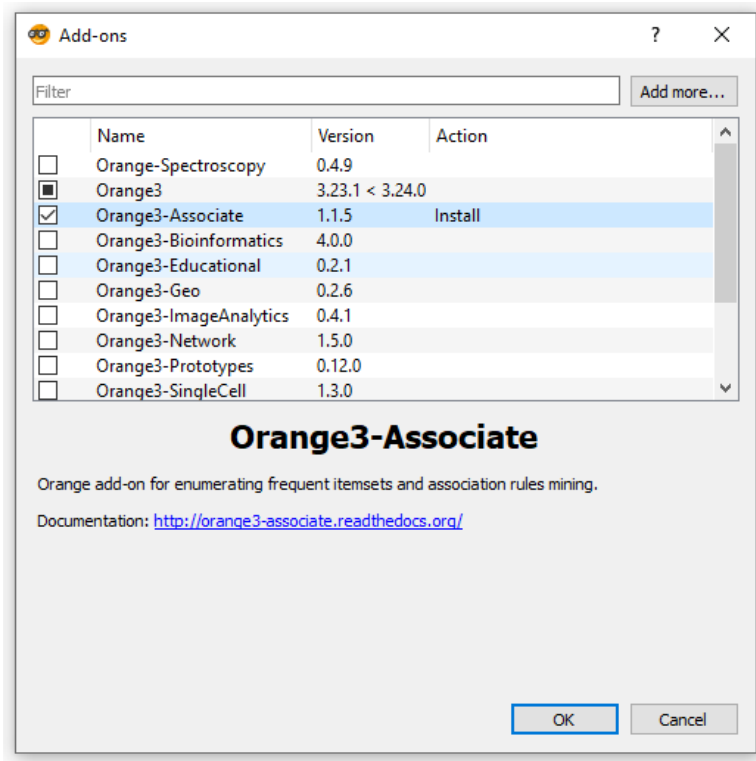 Add-ons ?
Filter Add more...
Name Version Action
Orange-Spectroscopy 0.4.9
Orange3 3.23.1 < 3.24.0
Orange3-Associate 1.1.5 Install
Orange3-Bioinformatics 4.0.0
Orange3-Educational 0.2.1
Orange3-Geo 0.2.6
Orange3-ImageAnalytics 0.4.1
Orange3-Network 1.5.0
Orange3-Prototypes 0.12.0
Orange3-SingleCell 1.3.0
Orange3-Associate
Orange add-on for enumerating frequent itemsets and association rules mining.
Documentation: http://orange3-associate.readthedocs.org/
OK Cancel